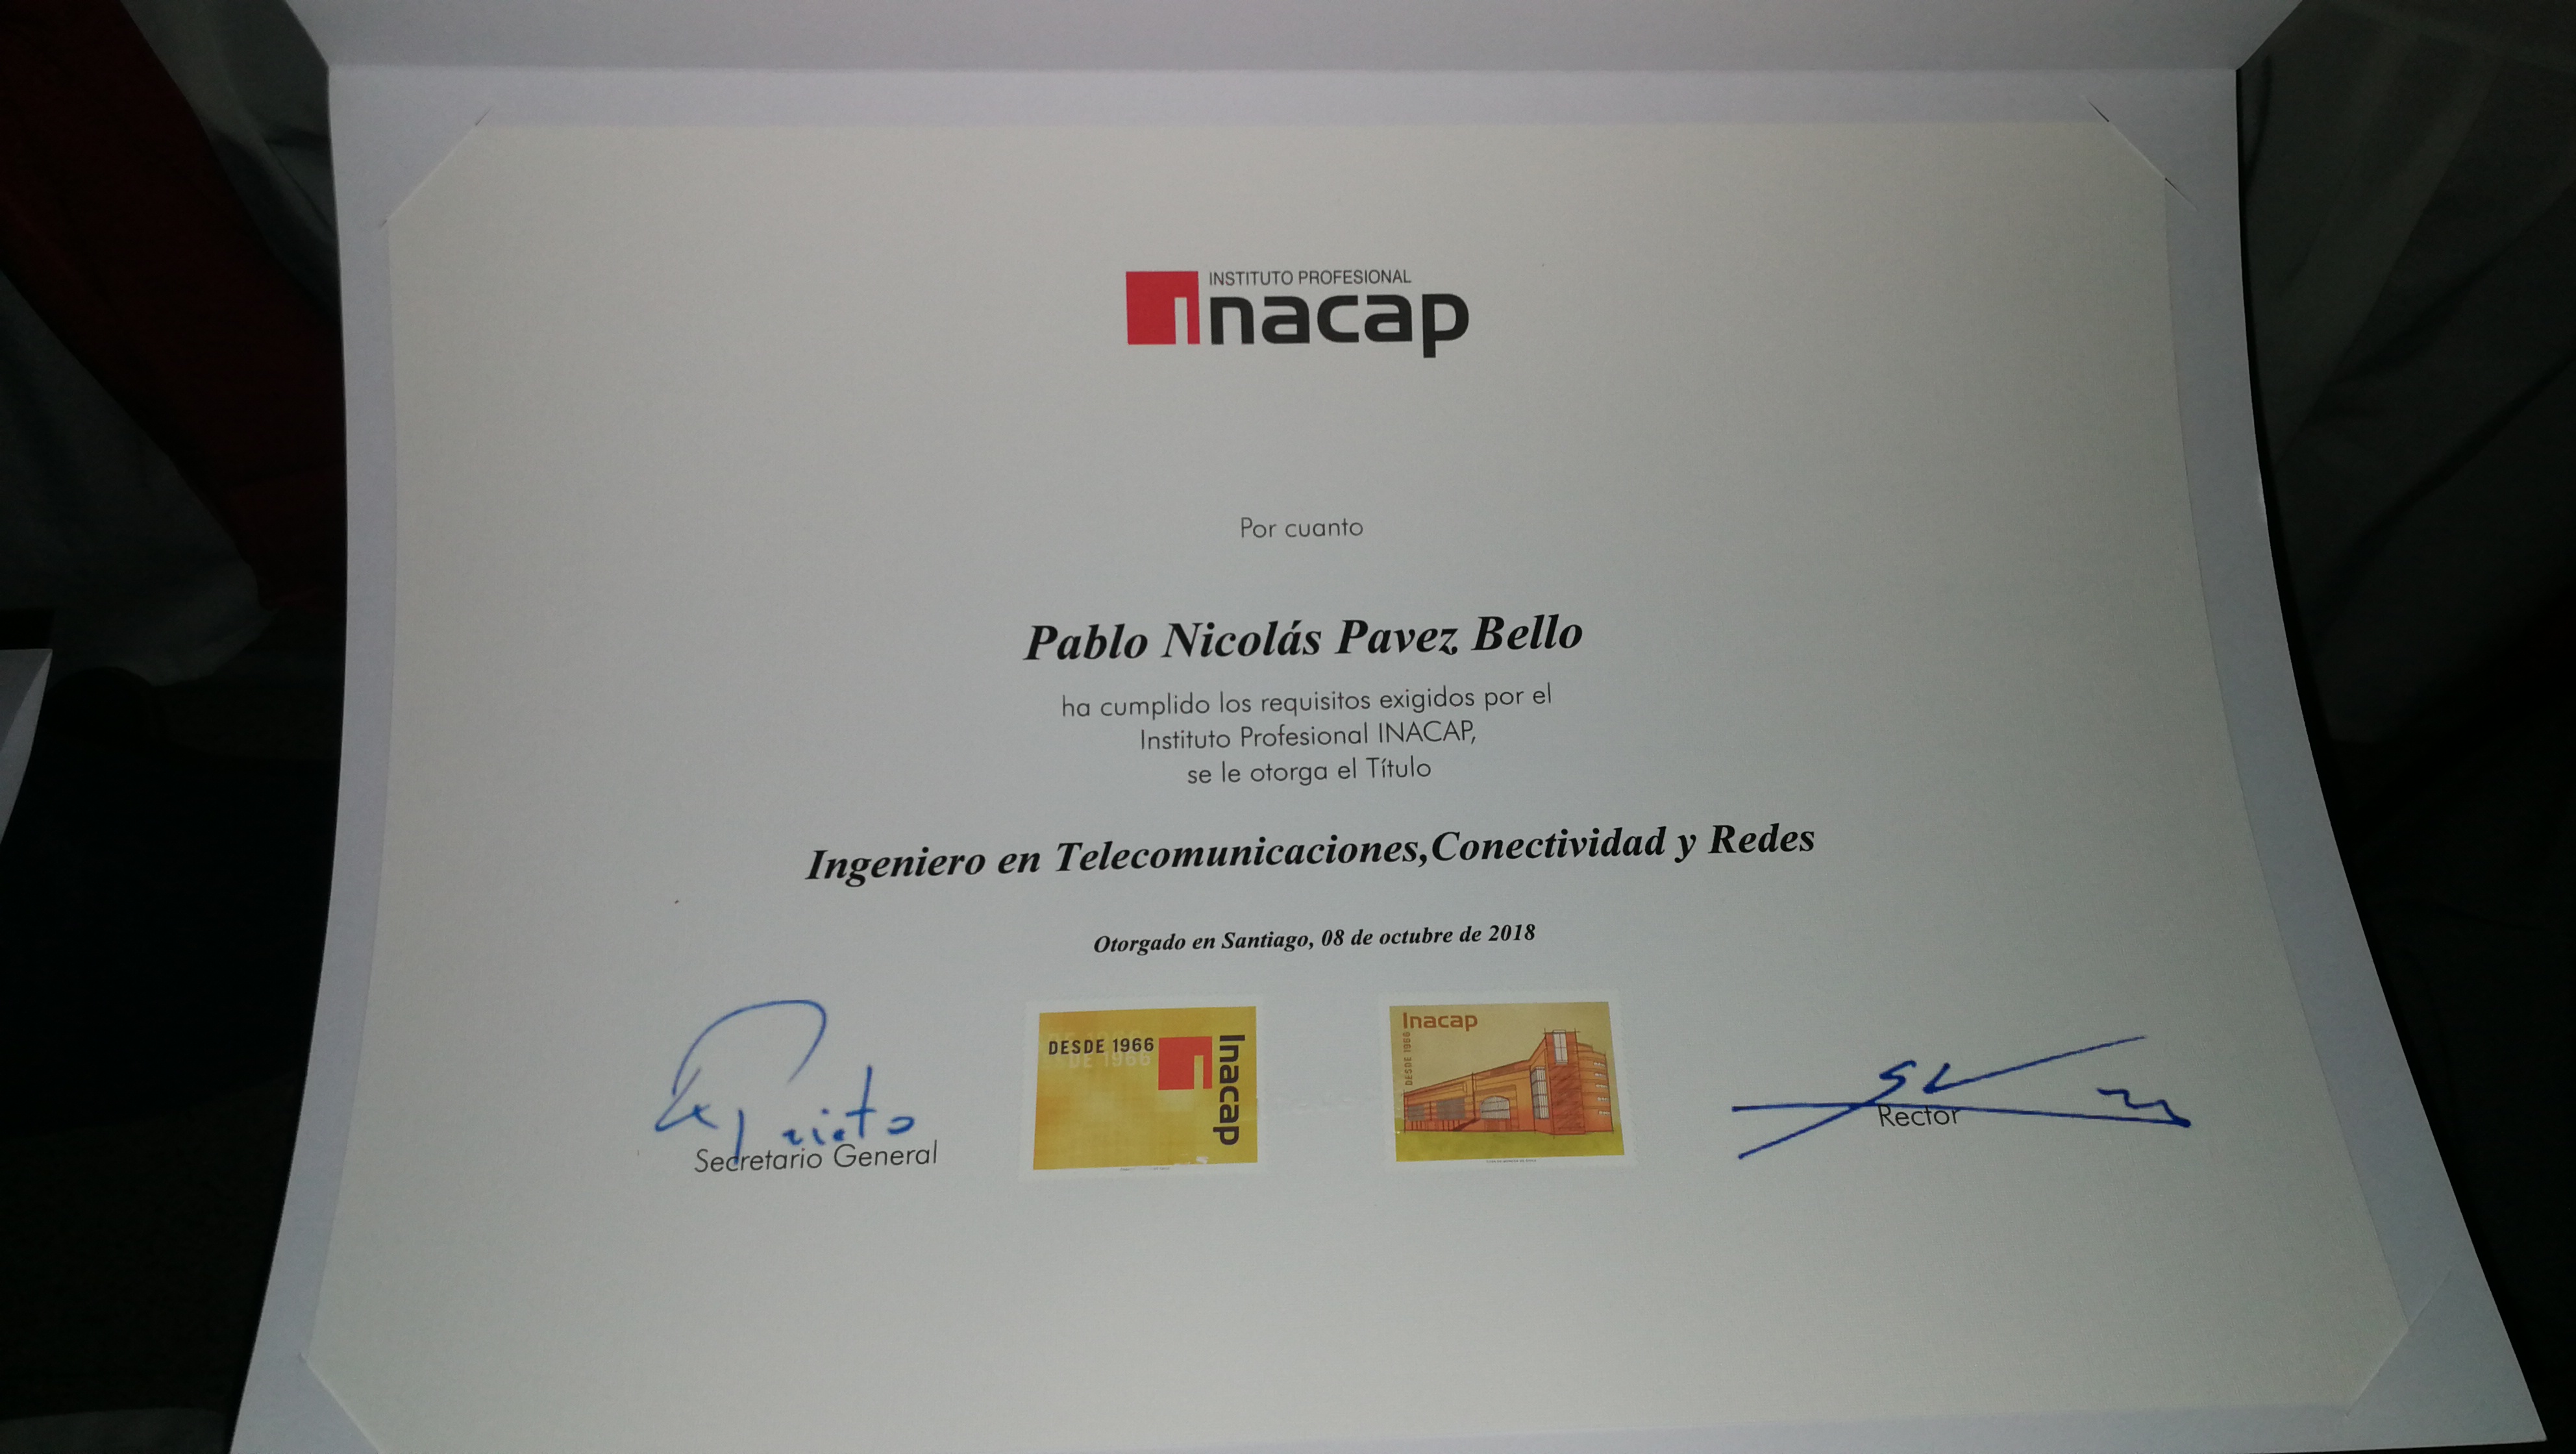 INSTITUTO PROFESIONAL
Inacap
Por cuanto
Pablo Nicolás Pavez Bello
ha cumplido los requisitos exigidos por el
Instituto Profesional INACAP,
se le otorga el Título
Ingeniero en Telecomunicaciones,Conectividad y Redes
Otorgado en Santiago, 08 de octubre de 2018
Secretario General
DESDE 1966
Inacap
Inacap
DESDE 1966
Rector